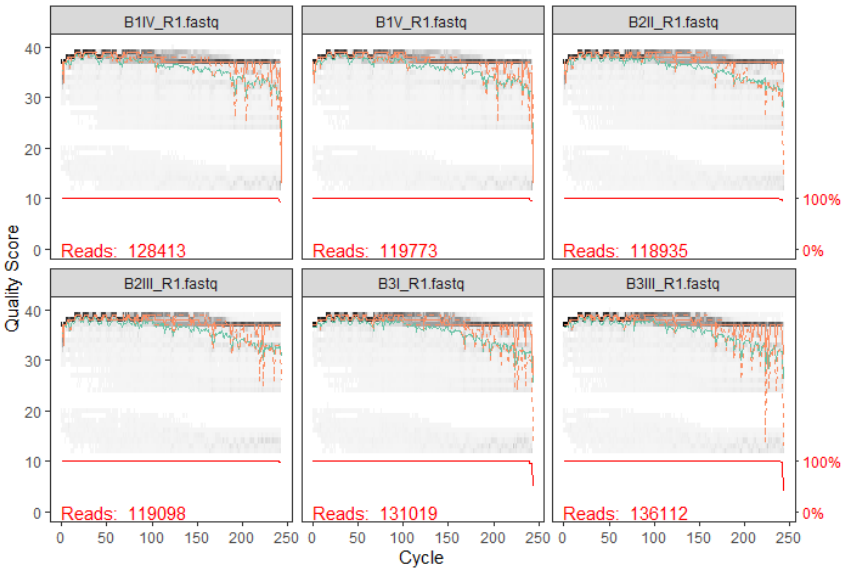 B1IV_R1.fastq B1V_R1.fastq B2II_R1.fastq
40
30
20
10 100%
0 Reads: 128413 Reads: 119773 Reads: 118935 0%
B2III_R1.fastq B3I_R1.fastq B3III_R1.fastq
40
30
20
10 100%
0 Reads: 119098 Reads: 131019 Reads: 136112 0%
Quality Score
0 50 100 150 200 250 0 50 100 150 200 250 0 50 100 150 200 250
Cycle